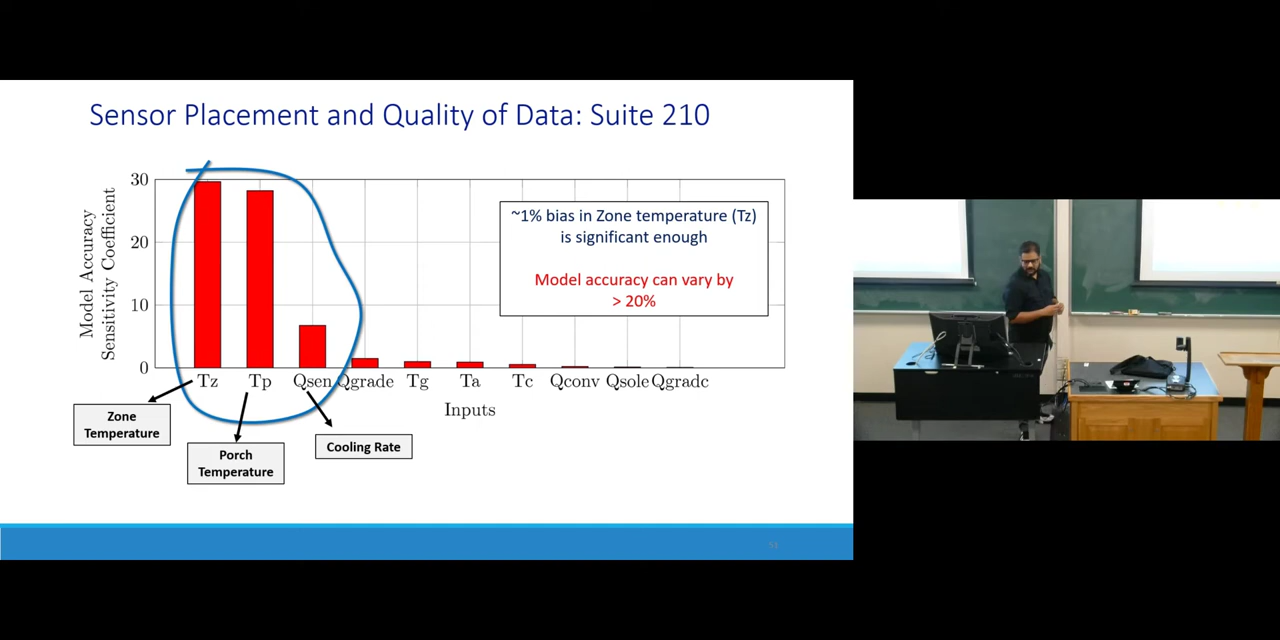 Sensor Placement and Quality of Data: Suite 210
Model Accuracy
Sensitivity Coefficient
30
20
10
0
~1% bias in Zone temperature (Tz)
is significant enough
Model accuracy can vary by
> 20%
Tz Tp Qsen Qgrade Tg Ta Tc Qconv Qsole Qgradc
Inputs
Zone
Temperature
Porch
Temperature
Cooling Rate